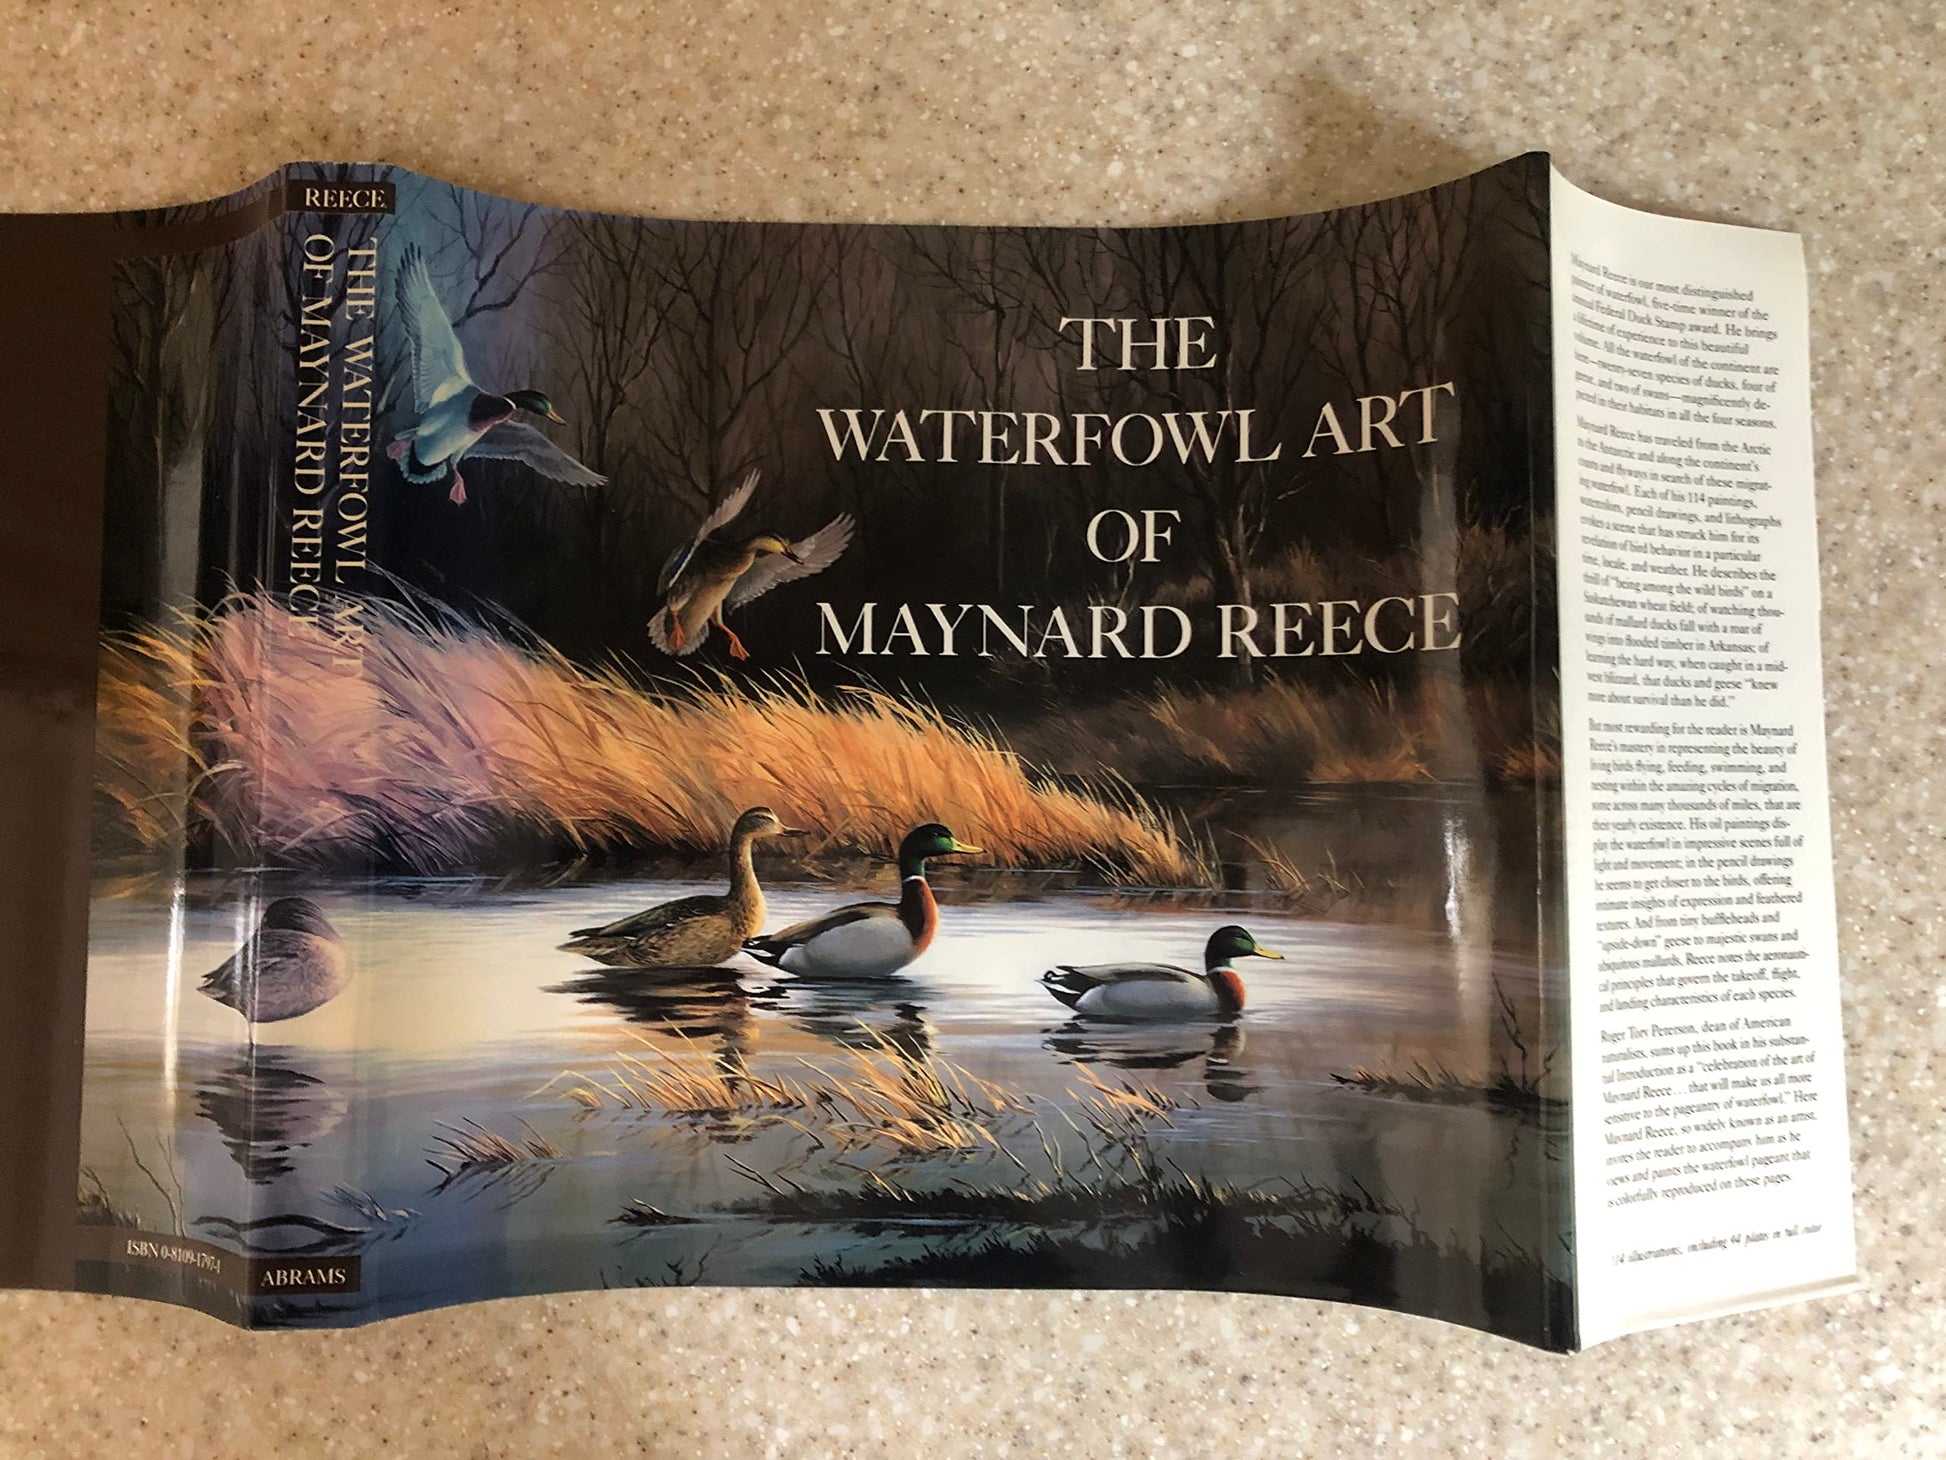 REECE
THE WATERFOWL ART
OF MAYNARD REECE
ABRAMS
ISBN 0-8109-1797-1
THE
WATERFOWL ART
OF
MAYNARD REECE
Maynard Reece is our most distinguished
painter of waterfowl, five-time winner of the
annual Federal Duck Stamp award. He brings
a lifetime of experience to this beautiful
volume. All the waterfowl of the continent are
here—twenty-seven species of ducks, four of
geese, and two of swans—magnificently de-
picted in their habitats in all the four seasons.
Maynard Reece has traveled from the Arctic
to the Antarctic and along the continent's
coasts and flyways in search of these migrat-
ing waterfowl. Each of his 114 paintings,
watercolors, pencil drawings, and lithographs
evokes a scene that has struck him for its
revelation of bird behavior in a particular
time, locale, and weather. He describes the
thrill of "being among the wild birds" on a
Saskatchewan wheat field; of watching thou-
sands of mallard ducks fall with a roar of
wings into flooded timber in Arkansas; of
learning the hard way, when caught in a mid-
west blizzard, that ducks and geese "knew
more about survival than he did."
But most rewarding for the reader is Maynard
Reece's mastery in representing the beauty of
living birds flying, feeding, swimming, and
nesting within the amazing cycles of migration,
some across many thousands of miles, that are
their yearly existence. His oil paintings dis-
play the waterfowl in impressive scenes full of
light and movement; in the pencil drawings
he seems to get closer to the birds, offering
intimate insights of expression and feathered
textures. And from tiny buffleheads and
"upside-down" geese to majestic swans and
ubiquitous mallards, Reece notes the aeronauti-
cal principles that govern the takeoff, flight,
and landing characteristics of each species.
Roger Tory Peterson, dean of American
naturalists, sums up this book in his substan-
tial Introduction as a "celebration of the art of
Maynard Reece . . . that will make us all more
sensitive to the pageantry of waterfowl." Here
Maynard Reece, so widely known as an artist,
invites the reader to accompany him as he
views and paints the waterfowl pageant that
is colorfully reproduced on these pages.
114 illustrations, including 94 plates in full color